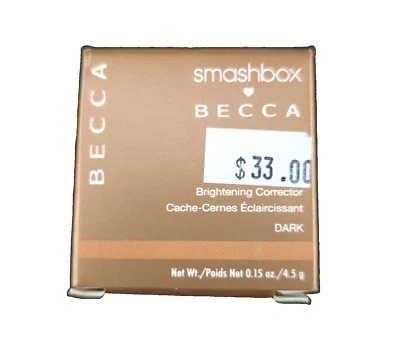 BECCA
smashbox
BECCA
$33.00
Brightening Corrector
Cache-Cernes Éclaircissant
DARK
Net Wt./Poids Net 0.15 oz./4.5 g